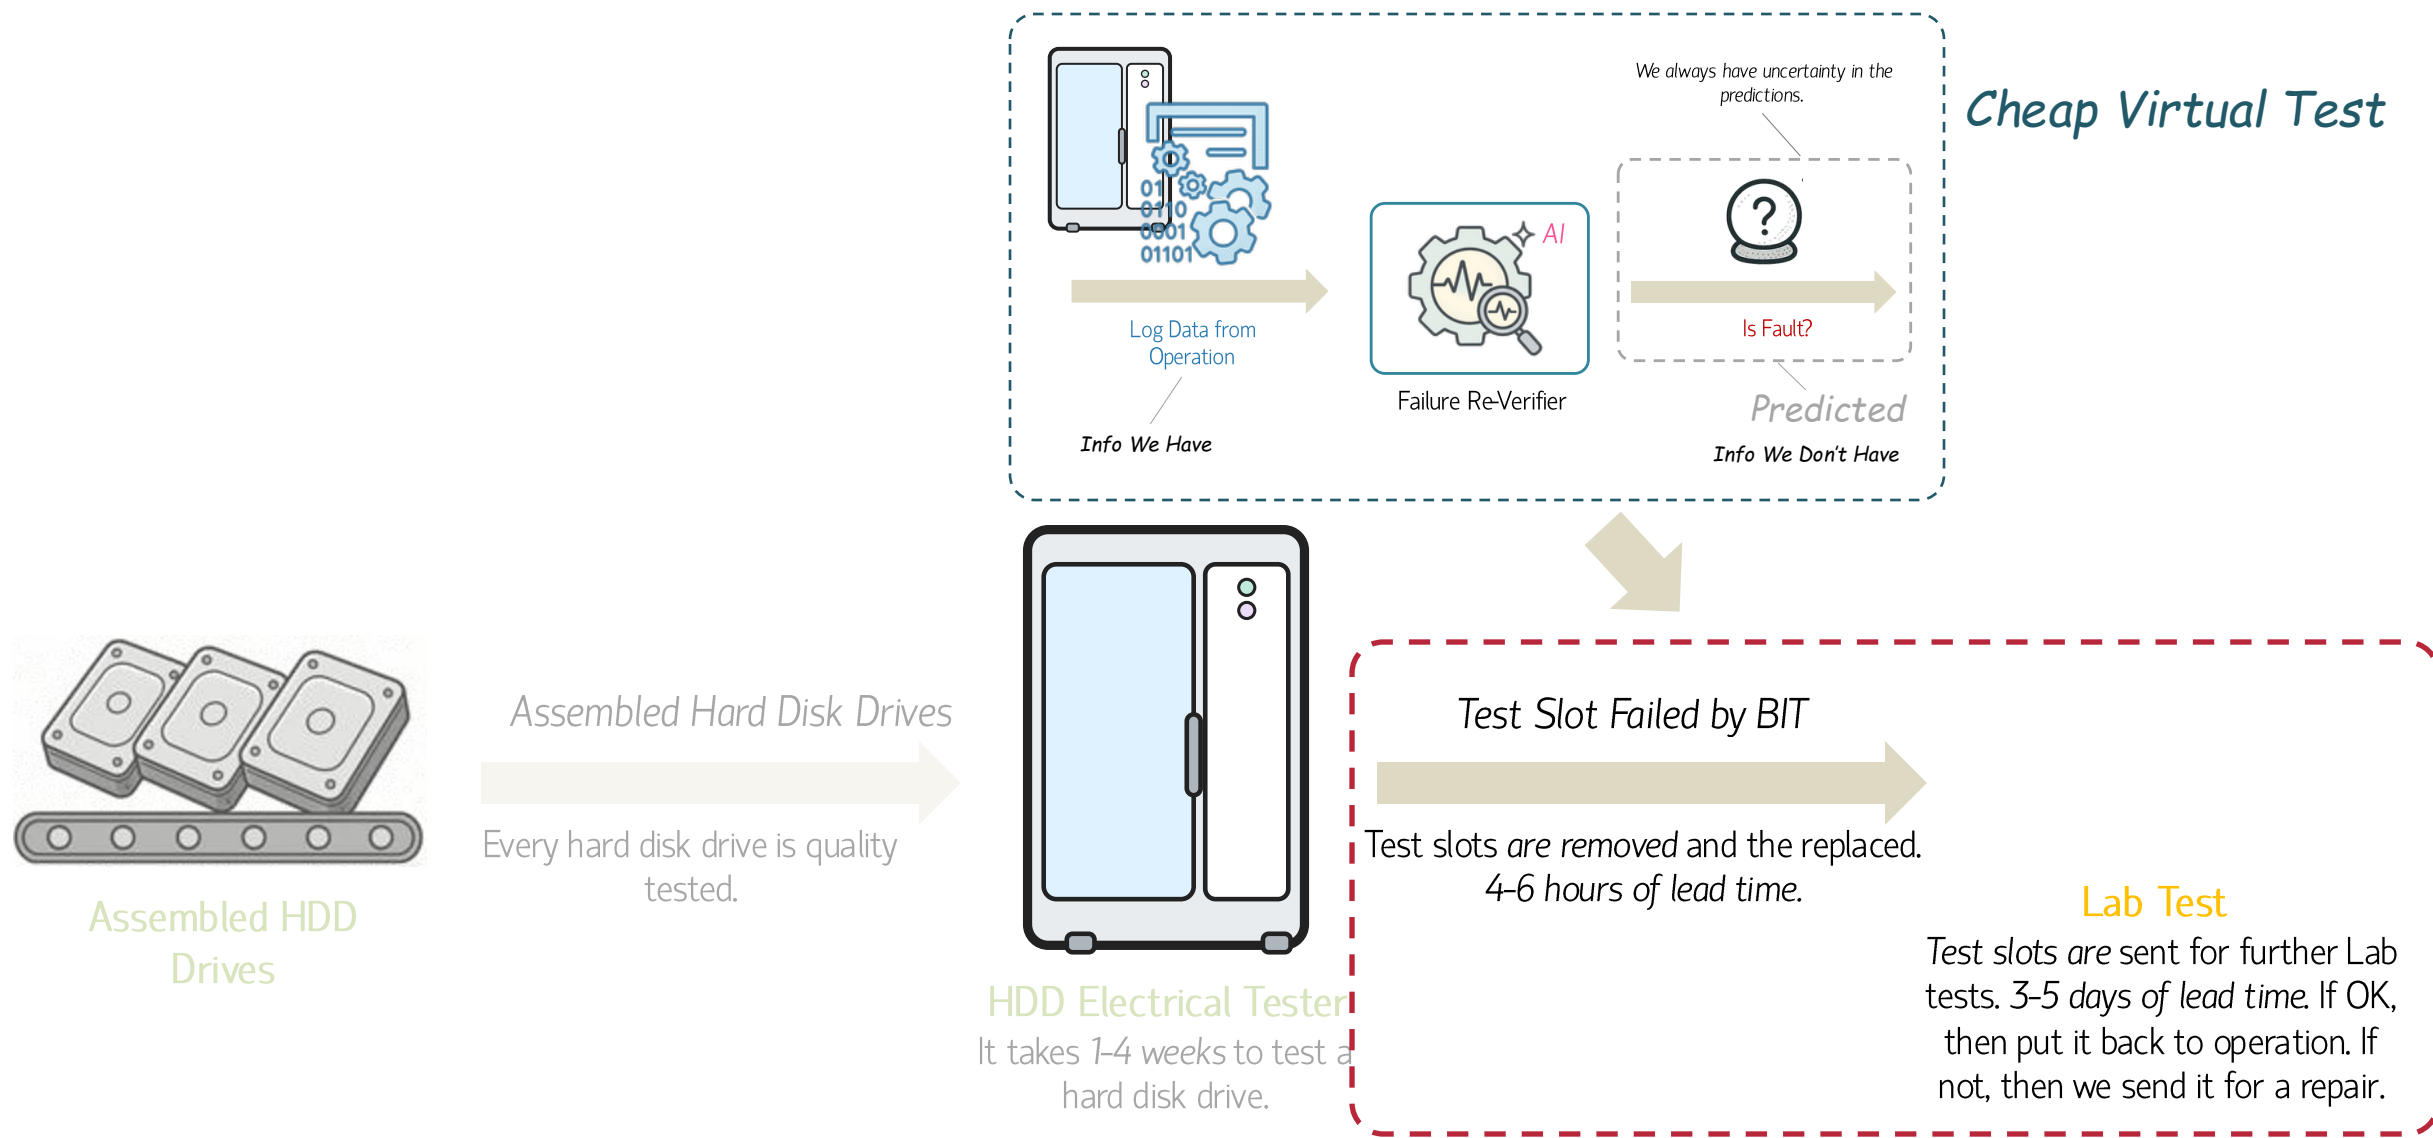 We always have uncertainty in the
predictions.
Cheap Virtual Test
01
0110
0001
01101
AI
Log Data from
Operation
Is Fault?
Failure Re-Verifier
Predicted
Info We Have
Info We Don't Have
Assembled Hard Disk Drives
Every hard disk drive is quality
tested.
Assembled HDD
Drives
HDD Electrical Tester
It takes 1-4 weeks to test a
hard disk drive.
Test Slot Failed by BIT
Test slots are removed and the replaced.
4-6 hours of lead time.
Lab Test
Test slots are sent for further Lab
tests. 3-5 days of lead time. If OK,
then put it back to operation. If
not, then we send it for a repair.